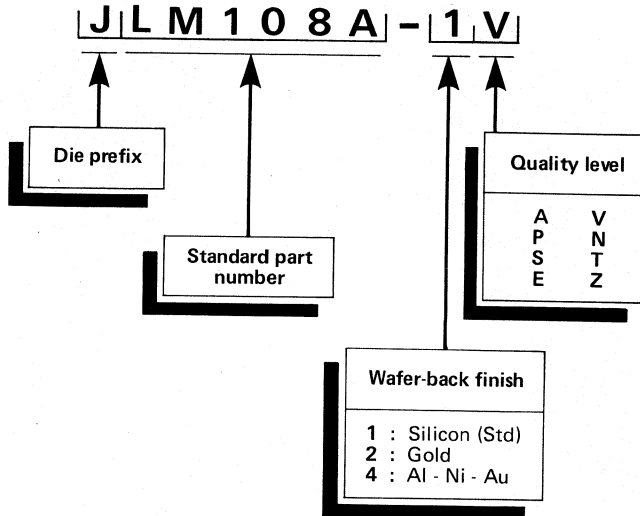 J L M 1 0 8 A - 1 V
Die prefix
Quality level
A V
P N
S T
E Z
Standard part
number
Wafer-back finish
1 : Silicon (Std)
2 : Gold
4 : Al - Ni - Au